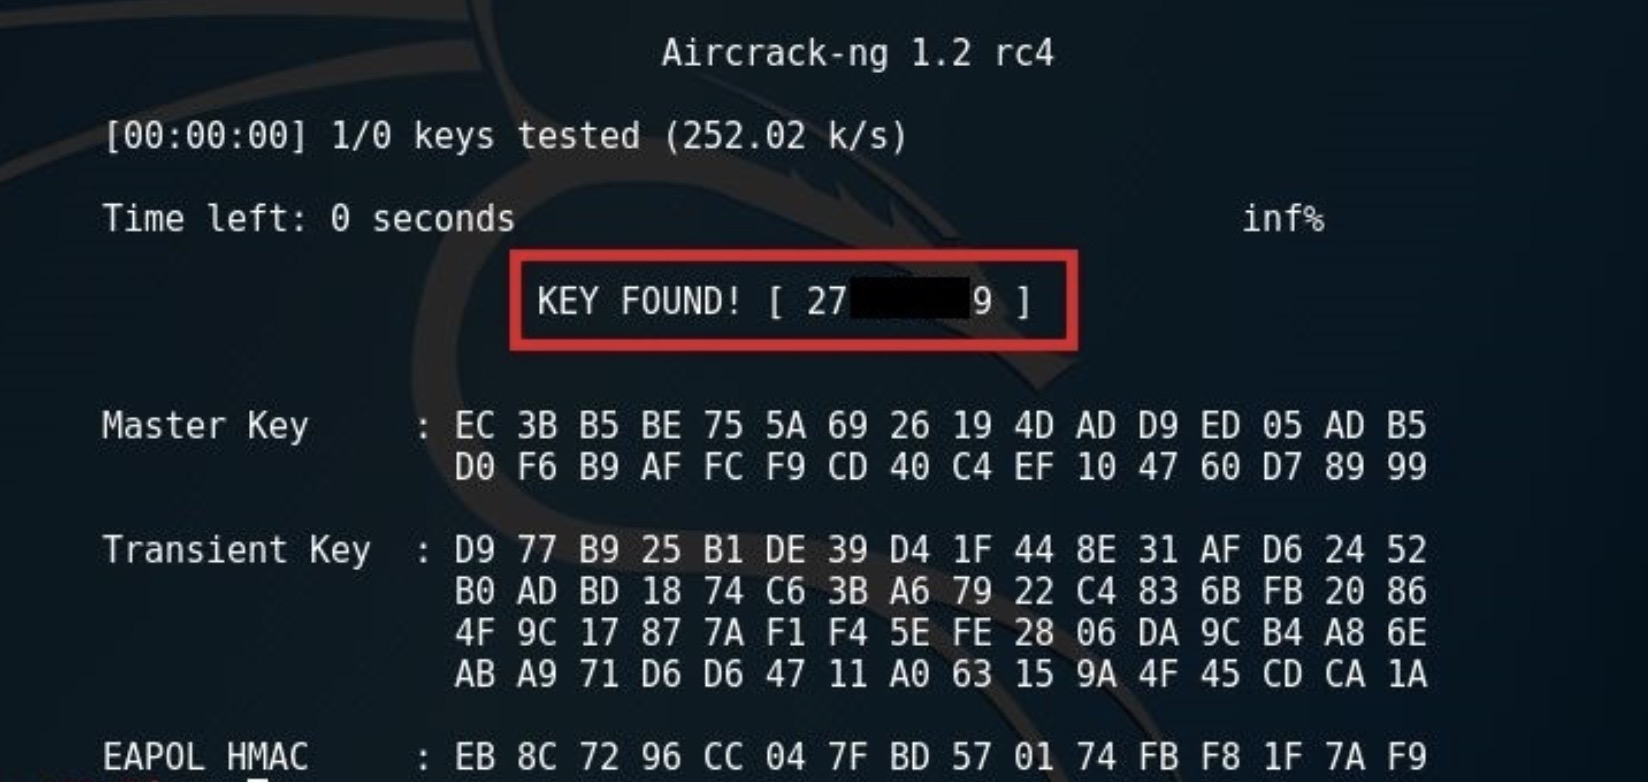 Aircrack-ng 1.2 rc4
[00:00:00] 1/0 keys tested (252.02 k/s)
Time left: 0 seconds inf%
KEY FOUND! [ 27 9 ]
Master Key : EC 3B B5 BE 75 5A 69 26 19 4D AD D9 ED 05 AD B5
D0 F6 B9 AF FC F9 CD 40 C4 EF 10 47 60 D7 89 99
Transient Key : D9 77 B9 25 B1 DE 39 D4 1F 44 8E 31 AF D6 24 52
B0 AD BD 18 74 C6 3B A6 79 22 C4 83 6B FB 20 86
4F 9C 17 87 7A F1 F4 5E FE 28 06 DA 9C B4 A8 6E
AB A9 71 D6 D6 47 11 A0 63 15 9A 4F 45 CD CA 1A
EAPOL HMAC : EB 8C 72 96 CC 04 7F BD 57 01 74 FB F8 1F 7A F9